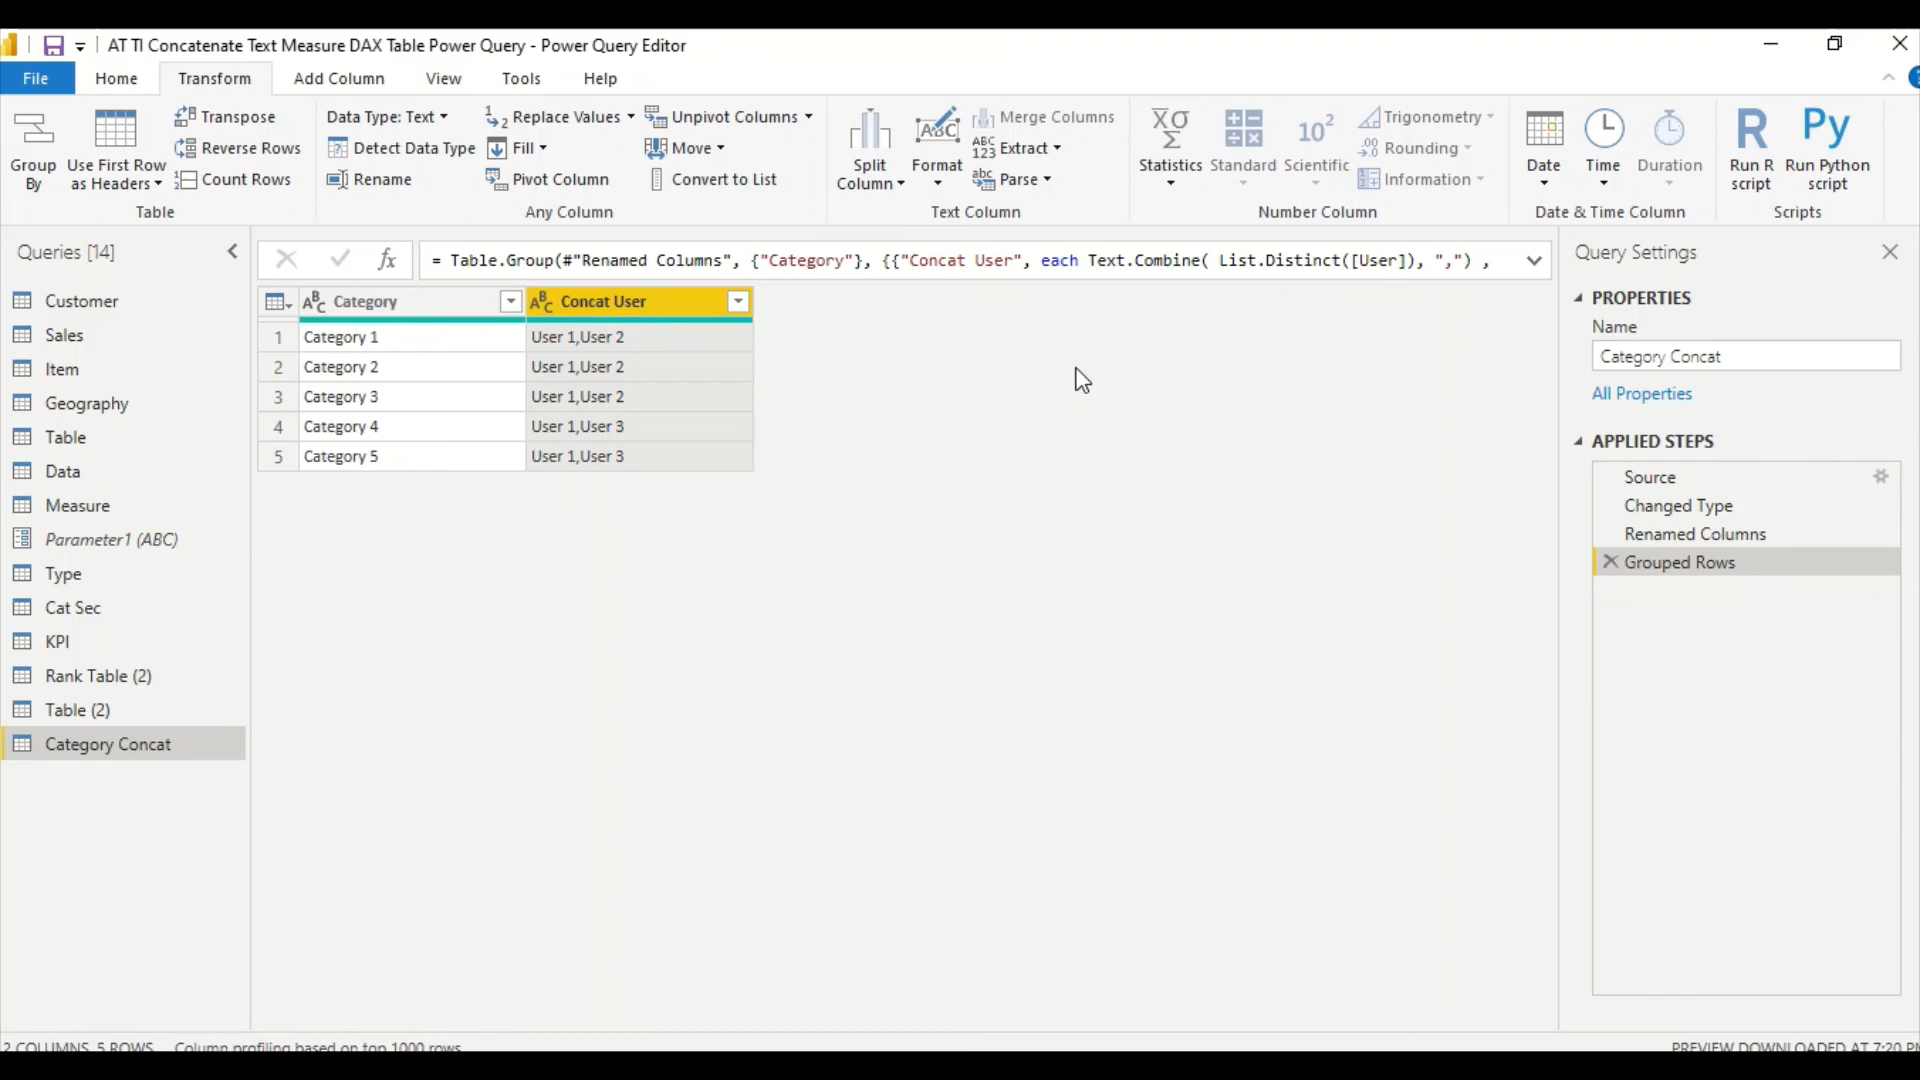 AT TI Concatenate Text Measure DAX Table Power Query - Power Query Editor
File Home Transform Add Column View Tools Help
Group By
Use First Row as Headers
Transpose
Reverse Rows
Count Rows
Table
Data Type: Text
Detect Data Type
Rename
Replace Values
Fill
Pivot Column
Unpivot Columns
Move
Convert to List
Any Column
Split Column
Format
Merge Columns
Extract
Parse
Text Column
Statistics
Standard
Scientific
Trigonometry
Rounding
Information
Number Column
Date
Time
Duration
Date & Time Column
Run R script
Run Python script
Scripts
Queries [14]
Customer
Sales
Item
Geography
Table
Data
Measure
Parameter1 (ABC)
Type
Cat Sec
KPI
Rank Table (2)
Table (2)
Category Concat
fx = Table.Group(#"Renamed Columns", {"Category"}, {{"Concat User", each Text.Combine( List.Distinct([User]), ",") ,
Category Concat User
1 Category 1 User 1,User 2
2 Category 2 User 1,User 2
3 Category 3 User 1,User 2
4 Category 4 User 1,User 3
5 Category 5 User 1,User 3
Query Settings
PROPERTIES
Name
Category Concat
All Properties
APPLIED STEPS
Source
Changed Type
Renamed Columns
Grouped Rows
2 COLUMNS, 5 ROWS Column profiling based on top 1000 rows
PREVIEW DOWNLOADED AT 7:20 PM